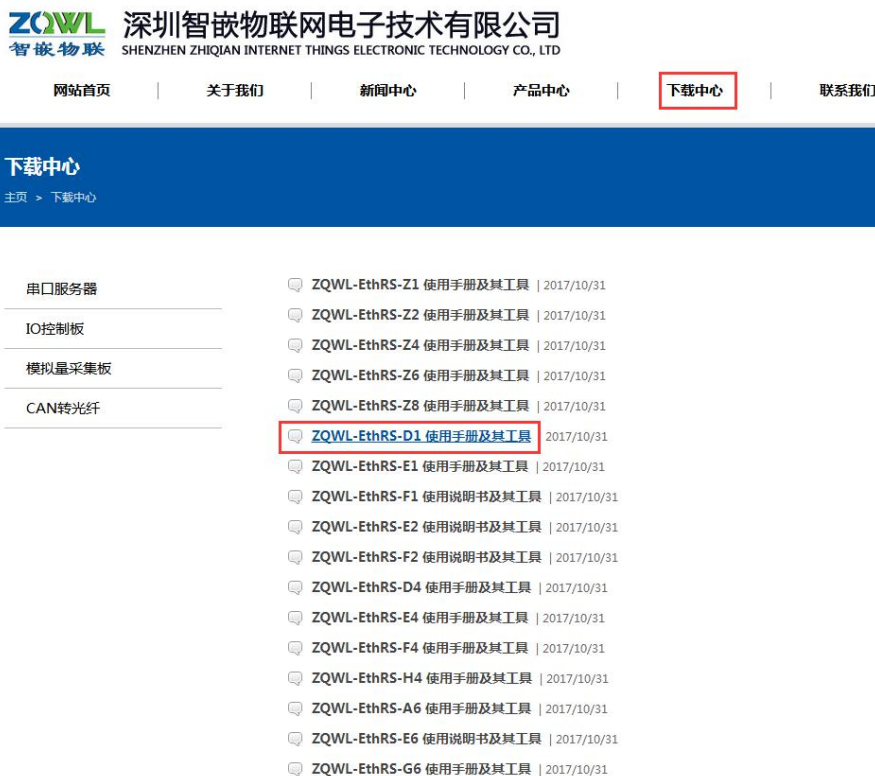 ZQWL 深圳智嵌物联网电子技术有限公司
智嵌物联 SHENZHEN ZHIQIAN INTERNET THINGS ELECTRONIC TECHNOLOGY CO., LTD
网站首页 | 关于我们 | 新闻中心 | 产品中心 | 下载中心 | 联系我们
下载中心
主页 > 下载中心
串口服务器
IO控制板
模拟量采集板
CAN转光纤
ZQWL-EthRS-Z1 使用手册及其工具 | 2017/10/31
ZQWL-EthRS-Z2 使用手册及其工具 | 2017/10/31
ZQWL-EthRS-Z4 使用手册及其工具 | 2017/10/31
ZQWL-EthRS-Z6 使用手册及其工具 | 2017/10/31
ZQWL-EthRS-Z8 使用手册及其工具 | 2017/10/31
ZQWL-EthRS-D1 使用手册及其工具 2017/10/31
ZQWL-EthRS-E1 使用手册及其工具 | 2017/10/31
ZQWL-EthRS-F1 使用说明书及其工具 | 2017/10/31
ZQWL-EthRS-E2 使用说明书及其工具 | 2017/10/31
ZQWL-EthRS-F2 使用说明书及其工具 | 2017/10/31
ZQWL-EthRS-D4 使用手册及其工具 | 2017/10/31
ZQWL-EthRS-E4 使用手册及其工具 | 2017/10/31
ZQWL-EthRS-F4 使用手册及其工具 | 2017/10/31
ZQWL-EthRS-H4 使用手册及其工具 | 2017/10/31
ZQWL-EthRS-A6 使用手册及其工具 | 2017/10/31
ZQWL-EthRS-E6 使用说明书及其工具 | 2017/10/31
ZQWL-EthRS-G6 使用手册及其工具 | 2017/10/31